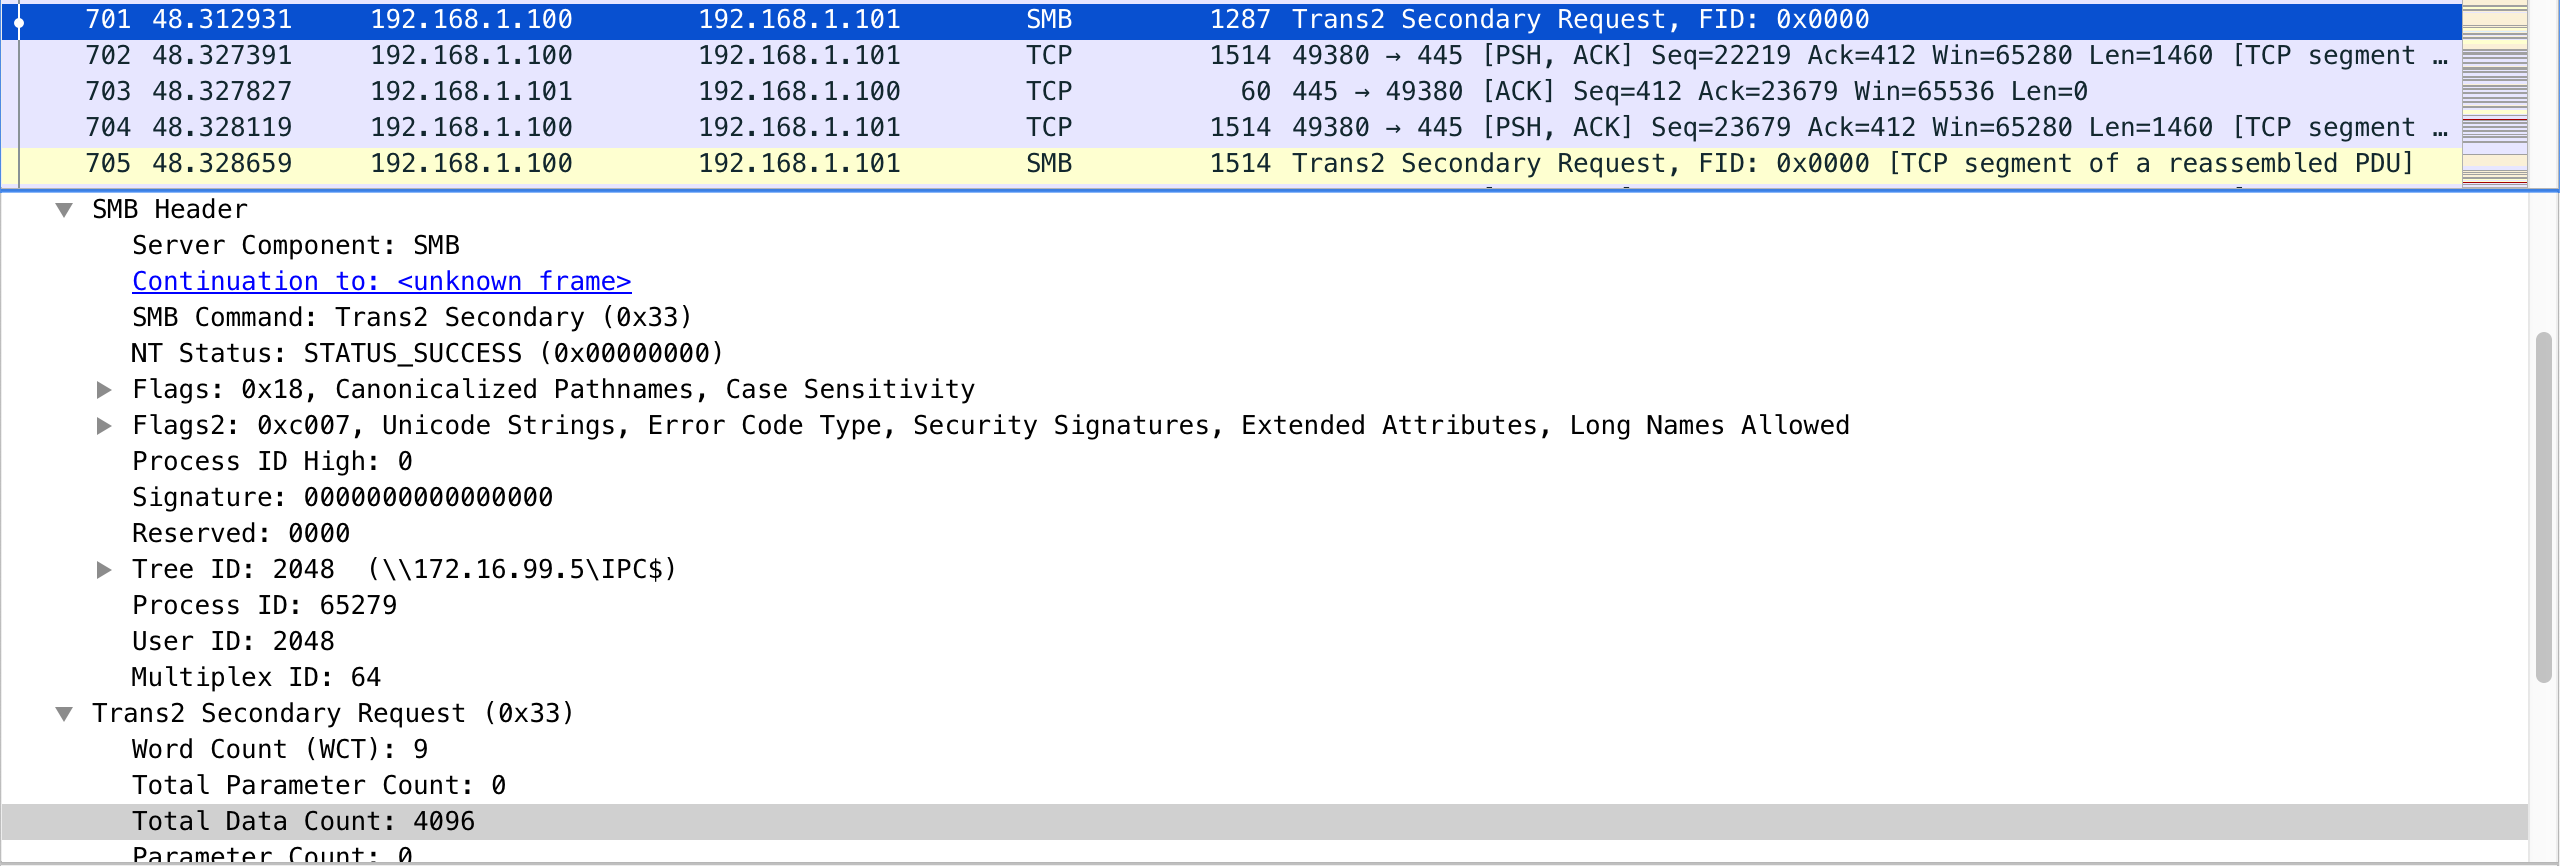 701 48.312931 192.168.1.100 192.168.1.101 SMB 1287 Trans2 Secondary Request, FID: 0x0000
702 48.327391 192.168.1.100 192.168.1.101 TCP 1514 49380 → 445 [PSH, ACK] Seq=22219 Ack=412 Win=65280 Len=1460 [TCP segment …
703 48.327827 192.168.1.101 192.168.1.100 TCP 60 445 → 49380 [ACK] Seq=412 Ack=23679 Win=65536 Len=0
704 48.328119 192.168.1.100 192.168.1.101 TCP 1514 49380 → 445 [PSH, ACK] Seq=23679 Ack=412 Win=65280 Len=1460 [TCP segment …
705 48.328659 192.168.1.100 192.168.1.101 SMB 1514 Trans2 Secondary Request, FID: 0x0000 [TCP segment of a reassembled PDU]
SMB Header
Server Component: SMB
Continuation to: <unknown frame>
SMB Command: Trans2 Secondary (0x33)
NT Status: STATUS_SUCCESS (0x00000000)
Flags: 0x18, Canonicalized Pathnames, Case Sensitivity
Flags2: 0xc007, Unicode Strings, Error Code Type, Security Signatures, Extended Attributes, Long Names Allowed
Process ID High: 0
Signature: 0000000000000000
Reserved: 0000
Tree ID: 2048  (\\172.16.99.5\IPC$)
Process ID: 65279
User ID: 2048
Multiplex ID: 64
Trans2 Secondary Request (0x33)
Word Count (WCT): 9
Total Parameter Count: 0
Total Data Count: 4096
Parameter Count: 0